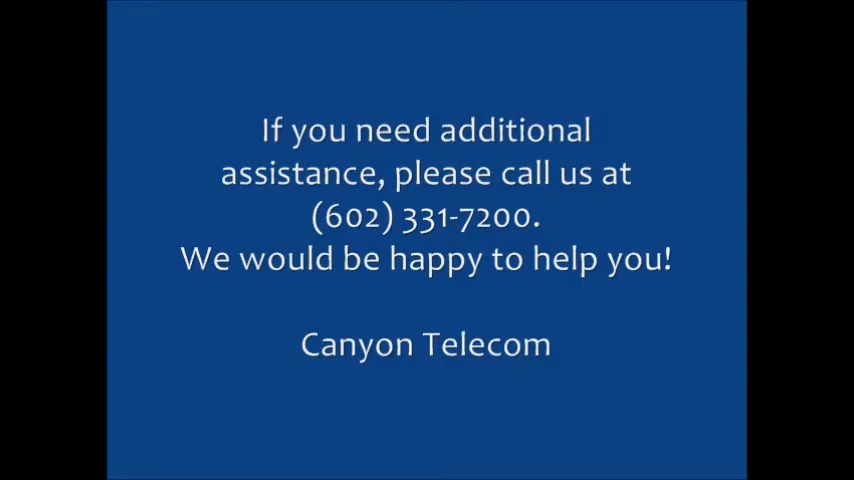 If you need additional
assistance, please call us at
(602) 331-7200.
We would be happy to help you!
Canyon Telecom